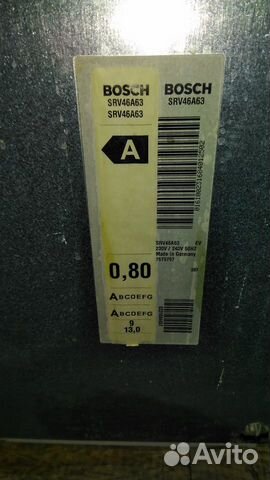 BOSCH
SRV46A63
SRV46A63
A
0,80
ABCDEFG
ABCDEFG
9
13,0
BOSCH
SRV46A63
SRV46A63 EV
230V / 240V 50HZ
Made in Germany
Avito